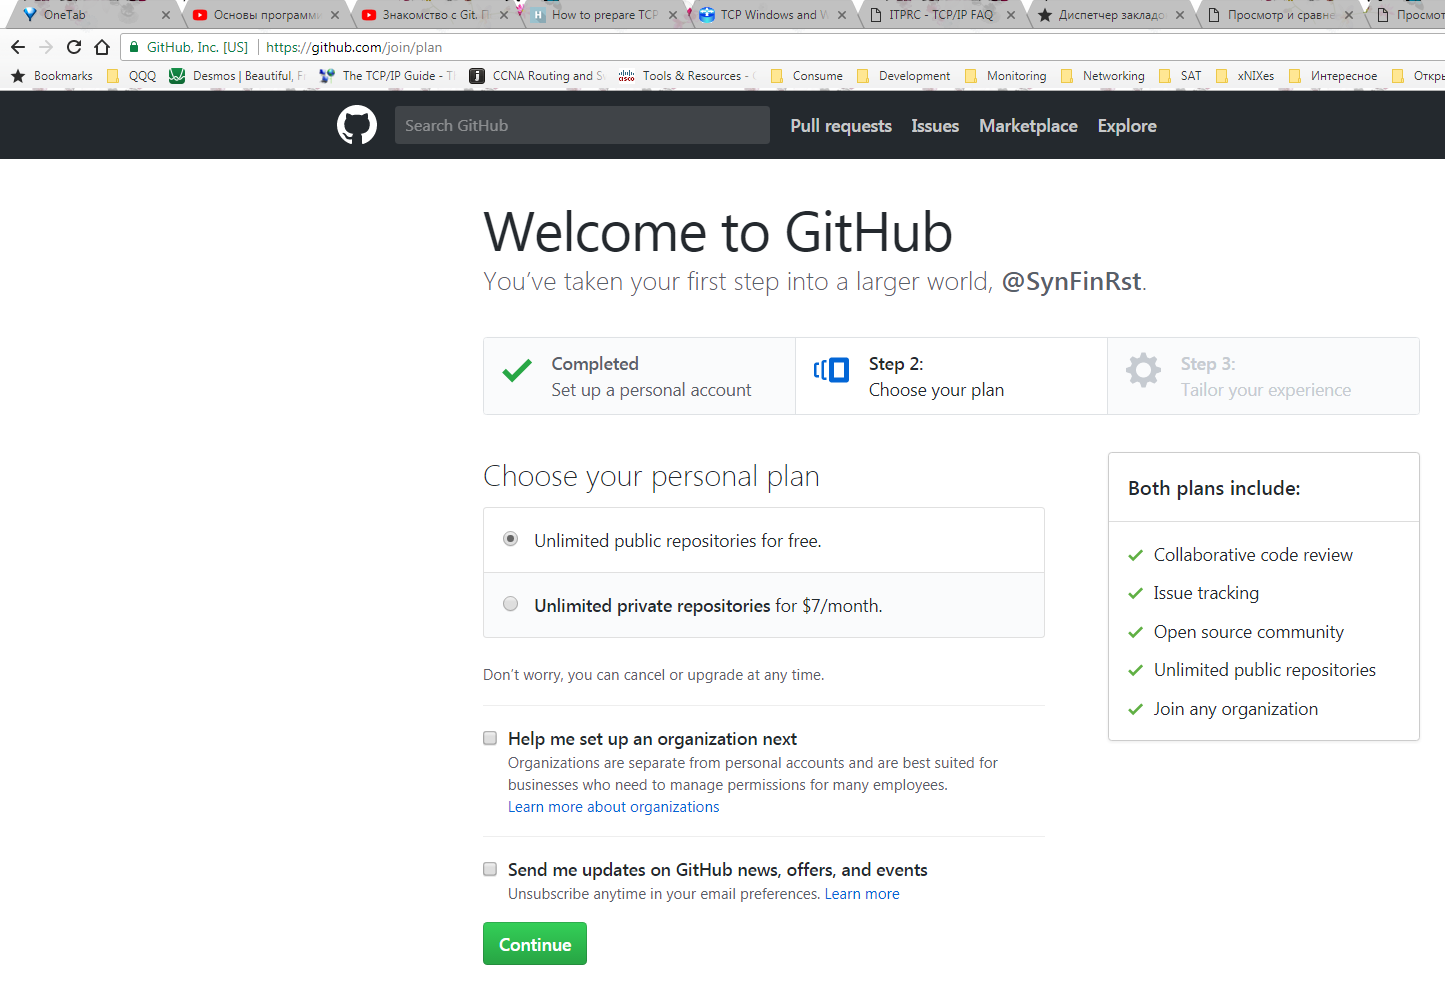 OneTab
Основы программи
Знакомство с Git. П
How to prepare TCP
TCP Windows and W
ITPRC - TCP/IP FAQ
Диспетчер закладо
Просмотр и сравне
Просмот
GitHub, Inc. [US] https://github.com/join/plan
Bookmarks QQQ Desmos | Beautiful, Fr The TCP/IP Guide - Th CCNA Routing and Sw Tools & Resources - C Consume Development Monitoring Networking SAT xNIXes Интересное Откры
Search GitHub Pull requests Issues Marketplace Explore
Welcome to GitHub
You’ve taken your first step into a larger world, @SynFinRst.
Completed
Set up a personal account
Step 2:
Choose your plan
Step 3:
Tailor your experience
Choose your personal plan
Unlimited public repositories for free.
Unlimited private repositories for $7/month.
Don’t worry, you can cancel or upgrade at any time.
Help me set up an organization next
Organizations are separate from personal accounts and are best suited for
businesses who need to manage permissions for many employees.
Learn more about organizations
Send me updates on GitHub news, offers, and events
Unsubscribe anytime in your email preferences. Learn more
Continue
Both plans include:
Collaborative code review
Issue tracking
Open source community
Unlimited public repositories
Join any organization